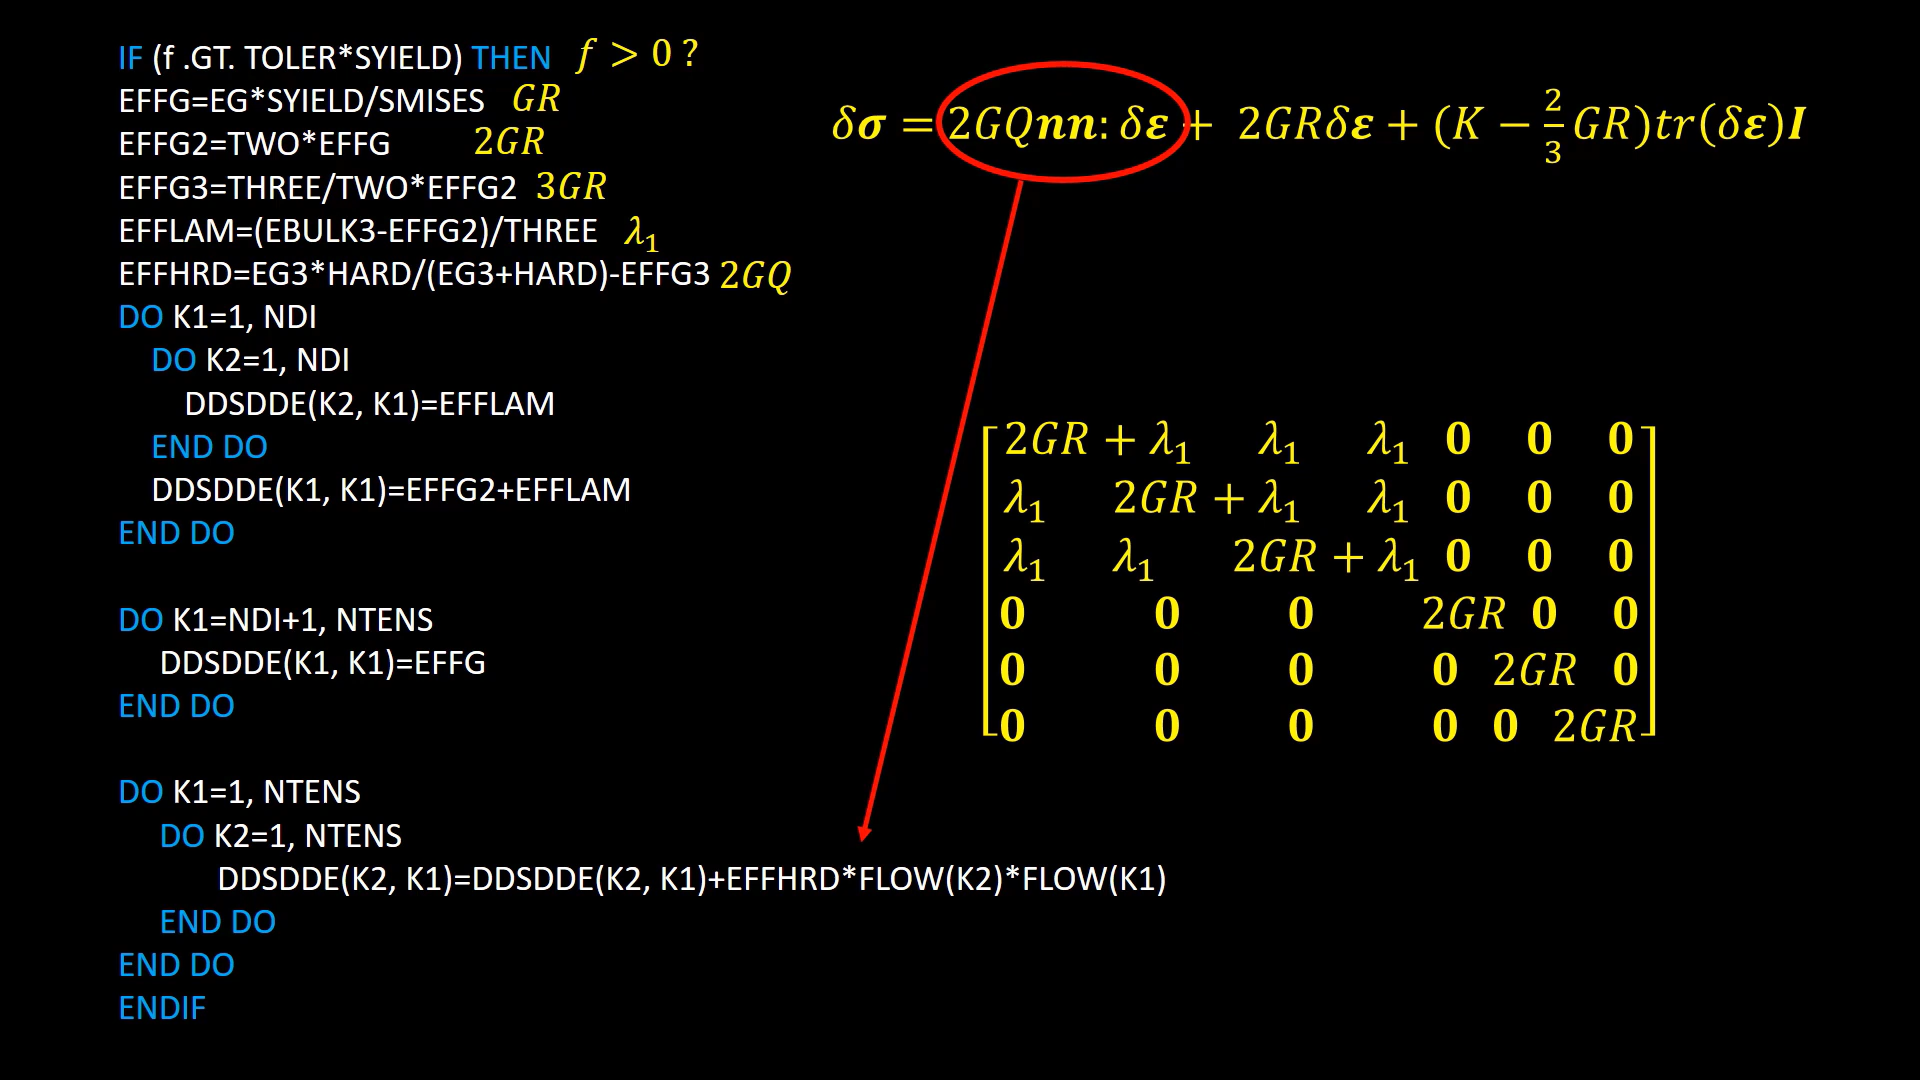 IF (f .GT. TOLER*SYIELD) THEN f > 0 ?
EFFG=EG*SYIELD/SMISES GR
EFFG2=TWO*EFFG 2GR
EFFG3=THREE/TWO*EFFG2 3GR
EFFLAM=(EBULK3-EFFG2)/THREE λ₁
EFFHRD=EG3*HARD/(EG3+HARD)-EFFG3 2GQ
DO K1=1, NDI
DO K2=1, NDI
DDSDDE(K2, K1)=EFFLAM
END DO
DDSDDE(K1, K1)=EFFG2+EFFLAM
END DO
DO K1=NDI+1, NTENS
DDSDDE(K1, K1)=EFFG
END DO
DO K1=1, NTENS
DO K2=1, NTENS
DDSDDE(K2, K1)=DDSDDE(K2, K1)+EFFHRD*FLOW(K2)*FLOW(K1)
END DO
END DO
ENDIF
δσ = 2GQnn: δε + 2GRδε + (K − 2/3 GR)tr(δε)I
2GR + λ₁ λ₁ λ₁ 0 0 0
λ₁ 2GR + λ₁ λ₁ 0 0 0
λ₁ λ₁ 2GR + λ₁ 0 0 0
0 0 0 2GR 0 0
0 0 0 0 2GR 0
0 0 0 0 0 2GR